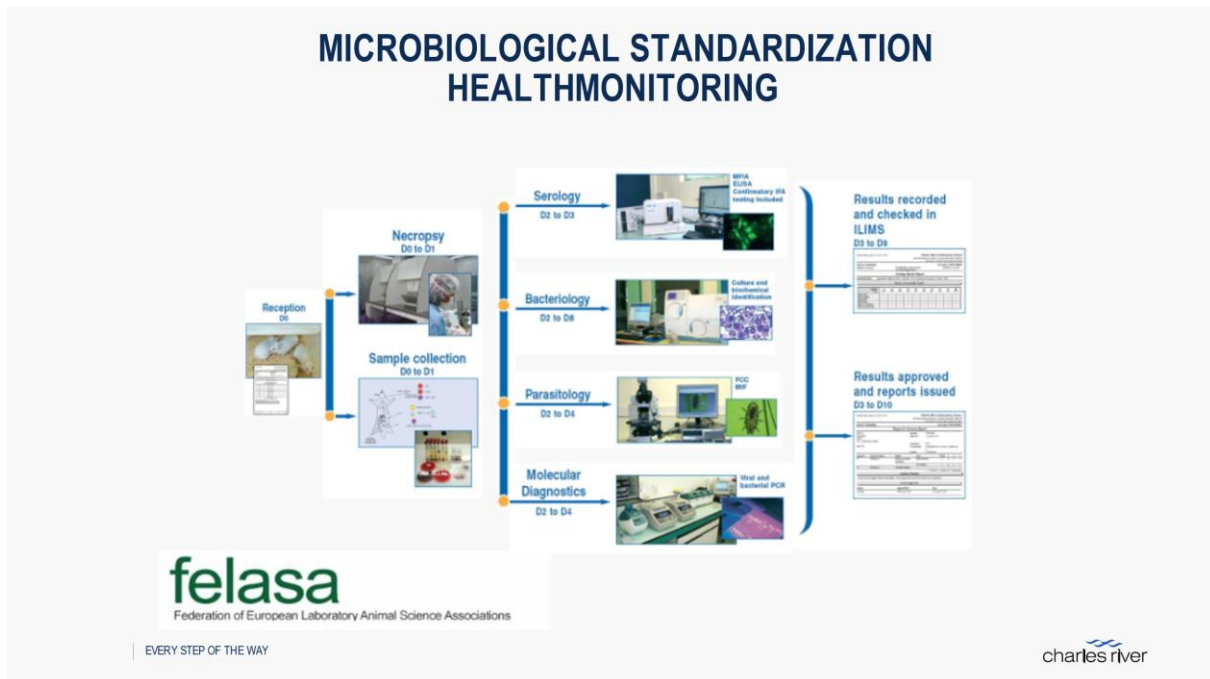 MICROBIOLOGICAL STANDARDIZATION
HEALTHMONITORING
Reception
D0
Necropsy
D0 to D1
Sample collection
D0 to D1
Serology
D2 to D3
MFIA
ELISA
Confirmatory IFA
testing included
Bacteriology
D2 to D8
Culture and
biochemical
identification
Parasitology
D2 to D4
MIF
Molecular
Diagnostics
D2 to D4
Viral and
bacterial PCR
Results recorded
and checked in
ILIMS
D3 to D9
Results approved
and reports issued
D3 to D10
felasa
Federation of European Laboratory Animal Science Associations
EVERY STEP OF THE WAY
charles river